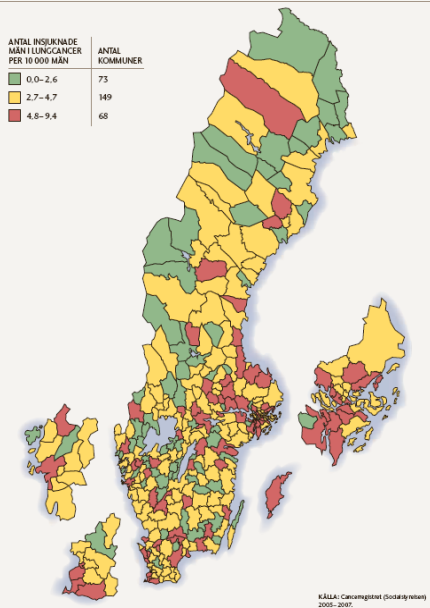 ANTAL INSJUKNADE
MÄN I LUNGCANCER
PER 10 000 MÄN
ANTAL
KOMMUNER
0,0–2,6 73
2,7–4,7 149
4,8–9,4 68
KÄLLA: Cancerregistret (Socialstyrelsen)
2005–2007.